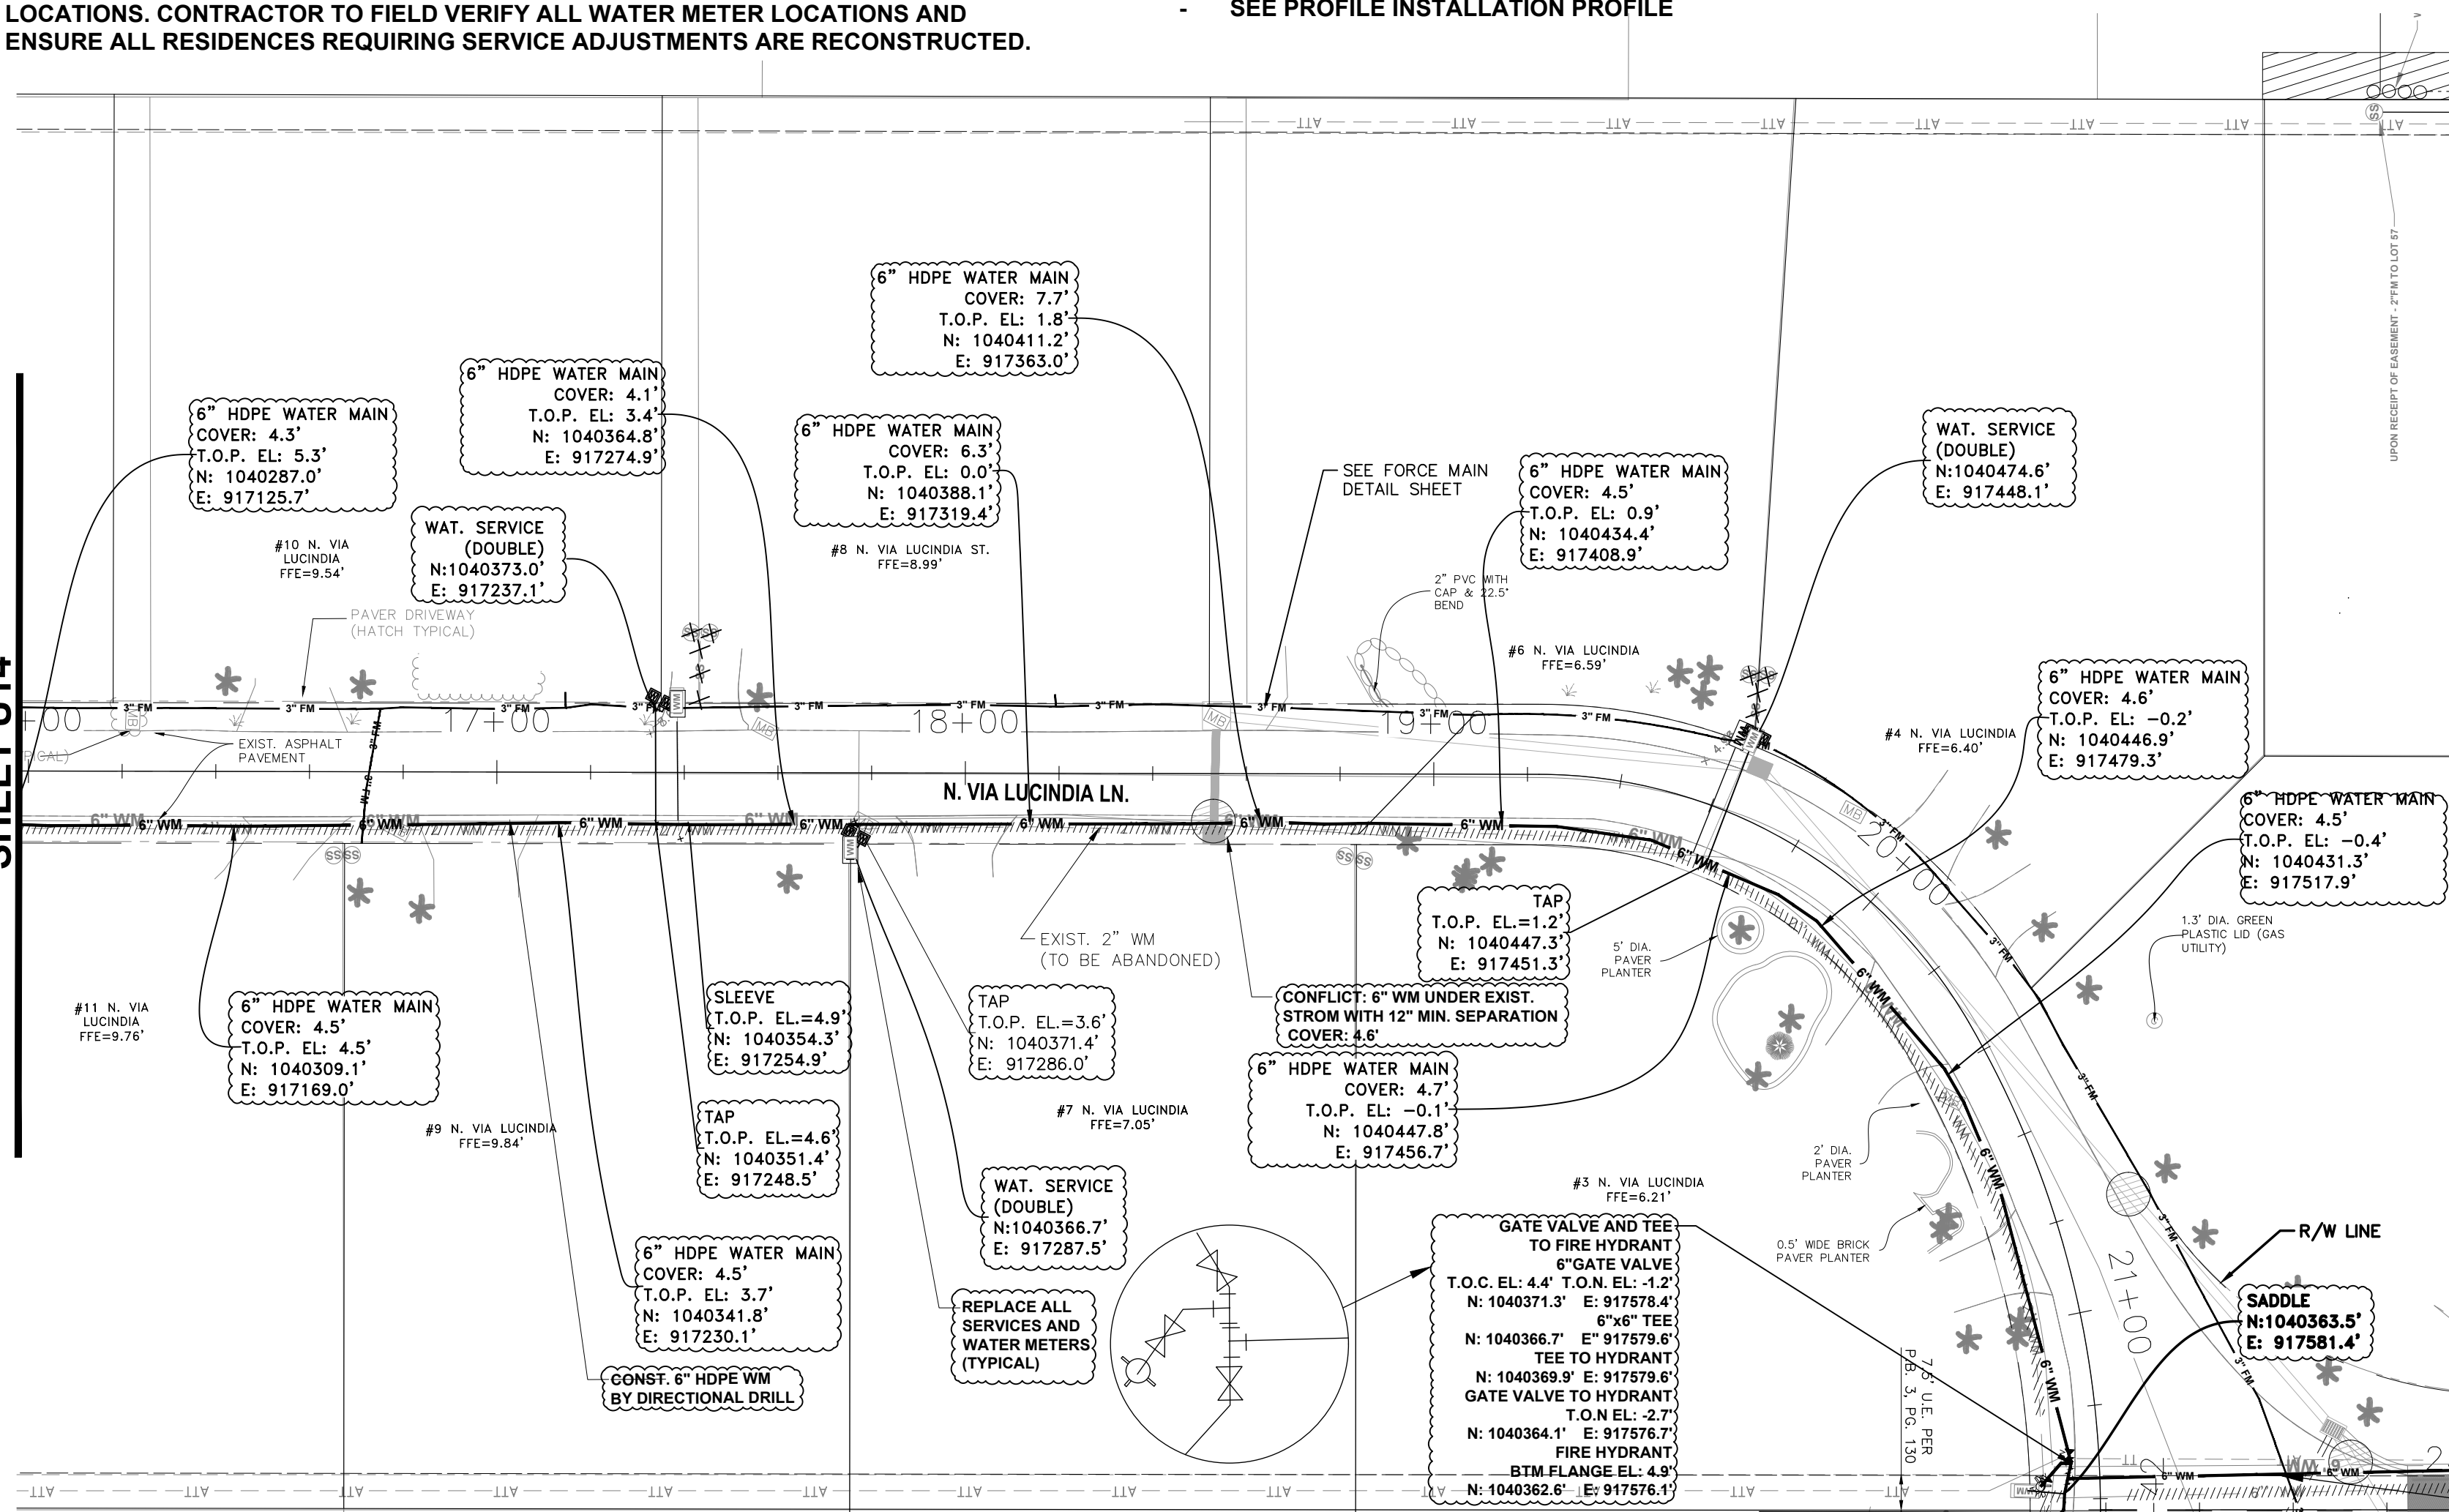 LOCATIONS. CONTRACTOR TO FIELD VERIFY ALL WATER METER LOCATIONS AND
ENSURE ALL RESIDENCES REQUIRING SERVICE ADJUSTMENTS ARE RECONSTRUCTED.
- SEE PROFILE INSTALLATION PROFILE
UPON RECEIPT OF EASEMENT - 2"FM TO LOT 57
6” HDPE WATER MAIN
COVER: 7.7’
T.O.P. EL: 1.8’
N: 1040411.2’
E: 917363.0’
6” HDPE WATER MAIN
COVER: 4.1’
T.O.P. EL: 3.4’
N: 1040364.8’
E: 917274.9’
6” HDPE WATER MAIN
COVER: 4.3’
T.O.P. EL: 5.3’
N: 1040287.0’
E: 917125.7’
6” HDPE WATER MAIN
COVER: 6.3’
T.O.P. EL: 0.0’
N: 1040388.1’
E: 917319.4’
WAT. SERVICE
(DOUBLE)
N:1040474.6’
E: 917448.1’
SEE FORCE MAIN
DETAIL SHEET
6” HDPE WATER MAIN
COVER: 4.5’
T.O.P. EL: 0.9’
N: 1040434.4’
E: 917408.9’
WAT. SERVICE
(DOUBLE)
N:1040373.0’
E: 917237.1’
#10 N. VIA
LUCINDIA
FFE=9.54’
#8 N. VIA LUCINDIA ST.
FFE=8.99’
2” PVC WITH
CAP & 22.5°
BEND
PAVER DRIVEWAY
(HATCH TYPICAL)
#6 N. VIA LUCINDIA
FFE=6.59’
6” HDPE WATER MAIN
COVER: 4.6’
T.O.P. EL: −0.2’
N: 1040446.9’
E: 917479.3’
#4 N. VIA LUCINDIA
FFE=6.40’
+00
17+00
18+00
19+00
20+00
21+00
EXIST. ASPHALT
PAVEMENT
N. VIA LUCINDIA LN.
6” HDPE WATER MAIN
COVER: 4.5’
T.O.P. EL: −0.4’
N: 1040431.3’
E: 917517.9’
TAP
T.O.P. EL.=1.2’
N: 1040447.3’
E: 917451.3’
1.3’ DIA. GREEN
PLASTIC LID (GAS
UTILITY)
EXIST. 2” WM
(TO BE ABANDONED)
5’ DIA.
PAVER
PLANTER
#11 N. VIA
LUCINDIA
FFE=9.76’
6” HDPE WATER MAIN
COVER: 4.5’
T.O.P. EL: 4.5’
N: 1040309.1’
E: 917169.0’
SLEEVE
T.O.P. EL.=4.9’
N: 1040354.3’
E: 917254.9’
TAP
T.O.P. EL.=3.6’
N: 1040371.4’
E: 917286.0’
CONFLICT: 6" WM UNDER EXIST.
STROM WITH 12" MIN. SEPARATION
COVER: 4.6'
6” HDPE WATER MAIN
COVER: 4.7’
T.O.P. EL: −0.1’
N: 1040447.8’
E: 917456.7’
#9 N. VIA LUCINDIA
FFE=9.84’
TAP
T.O.P. EL.=4.6’
N: 1040351.4’
E: 917248.5’
#7 N. VIA LUCINDIA
FFE=7.05’
WAT. SERVICE
(DOUBLE)
N:1040366.7’
E: 917287.5’
2’ DIA.
PAVER
PLANTER
#3 N. VIA LUCINDIA
FFE=6.21’
0.5’ WIDE BRICK
PAVER PLANTER
R/W LINE
6” HDPE WATER MAIN
COVER: 4.5’
T.O.P. EL: 3.7’
N: 1040341.8’
E: 917230.1’
CONST. 6" HDPE WM
BY DIRECTIONAL DRILL
REPLACE ALL
SERVICES AND
WATER METERS
(TYPICAL)
GATE VALVE AND TEE
TO FIRE HYDRANT
6"GATE VALVE
T.O.C. EL: 4.4' T.O.N. EL: -1.2'
N: 1040371.3' E: 917578.4'
6"x6" TEE
N: 1040366.7' E" 917579.6'
TEE TO HYDRANT
N: 1040369.9' E: 917579.6'
GATE VALVE TO HYDRANT
T.O.N EL: -2.7'
N: 1040364.1' E: 917576.7'
FIRE HYDRANT
BTM FLANGE EL: 4.9'
N: 1040362.6' E: 917576.1'
SADDLE
N:1040363.5’
E: 917581.4’
7.5' U.E. PER
P.B. 3, PG. 130